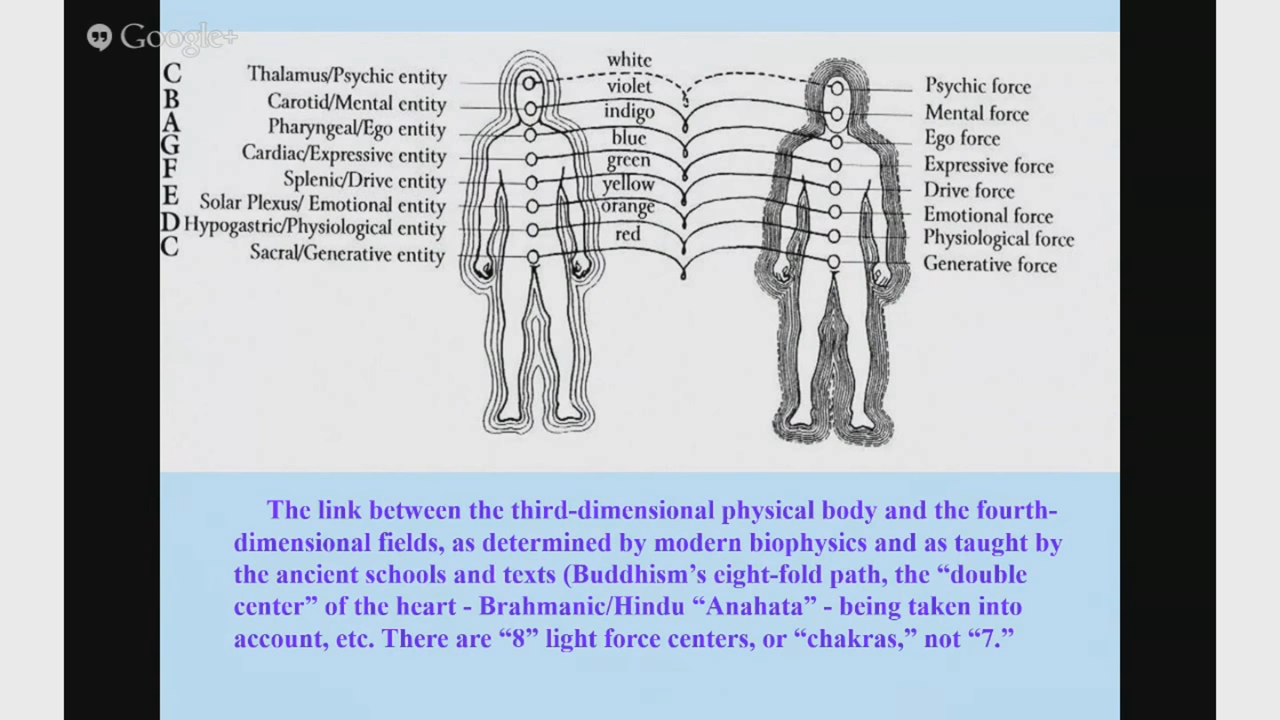 Google+
C Thalamus/Psychic entity white Psychic force
B Carotid/Mental entity violet Mental force
A Pharyngeal/Ego entity indigo Ego force
G Cardiac/Expressive entity blue Expressive force
F Splenic/Drive entity green Drive force
E Solar Plexus/ Emotional entity yellow Emotional force
D Hypogastric/Physiological entity orange Physiological force
C Sacral/Generative entity red Generative force
The link between the third-dimensional physical body and the fourth-
dimensional fields, as determined by modern biophysics and as taught by
the ancient schools and texts (Buddhism’s eight-fold path, the “double
center” of the heart - Brahmanic/Hindu “Anahata” - being taken into
account, etc. There are “8” light force centers, or “chakras,” not “7.”